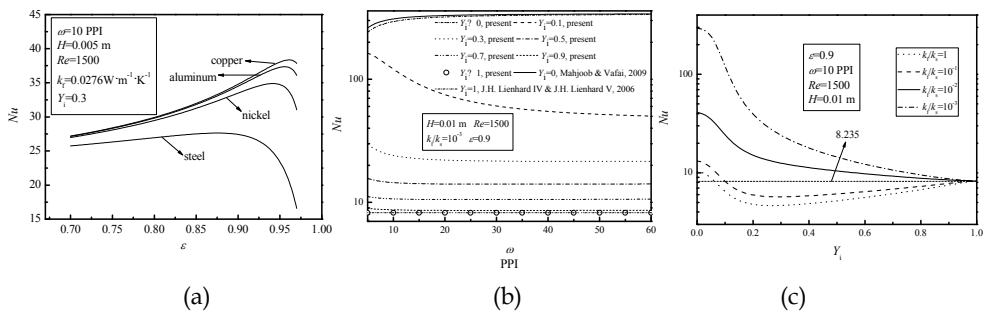 45
40
35
30
25
20
15
Nu
ω=10 PPI
H=0.005 m
Re=1500
kf=0.0276W·m-1·K-1
Yi=0.3
copper
aluminum
nickel
steel
0.70 0.75 0.80 0.85 0.90 0.95 1.00
ε
(a)
Nu
100
10
Yi? 0, present Yi=0.1, present
Yi=0.3, present Yi=0.5, present
Yi=0.7, present Yi=0.9, present
Yi? 1, present Yi=0, Mahjoob & Vafai, 2009
Yi=1, J.H. Lienhard IV & J.H. Lienhard V, 2006
H=0.01 m Re=1500
kf/ks=10-3 ε=0.9
10 20 30 40 50 60
ω
PPI
(b)
Nu
100
10
ε=0.9
ω=10 PPI
Re=1500
H=0.01 m
kf/ks=1
kf/ks=10-1
kf/ks=10-2
kf/ks=10-3
8.235
0.0 0.2 0.4 0.6 0.8 1.0
Yi
(c)